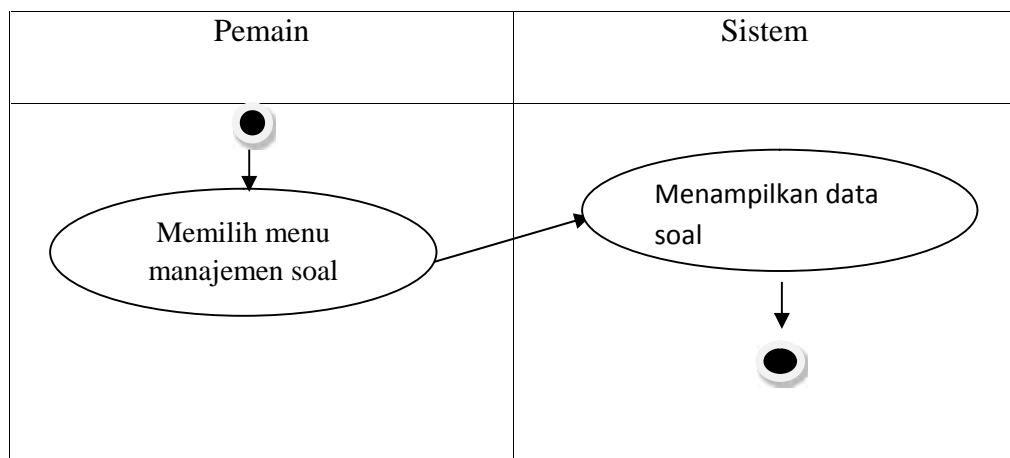 Pemain
Sistem
Memilih menu
manajemen soal
Menampilkan data
soal